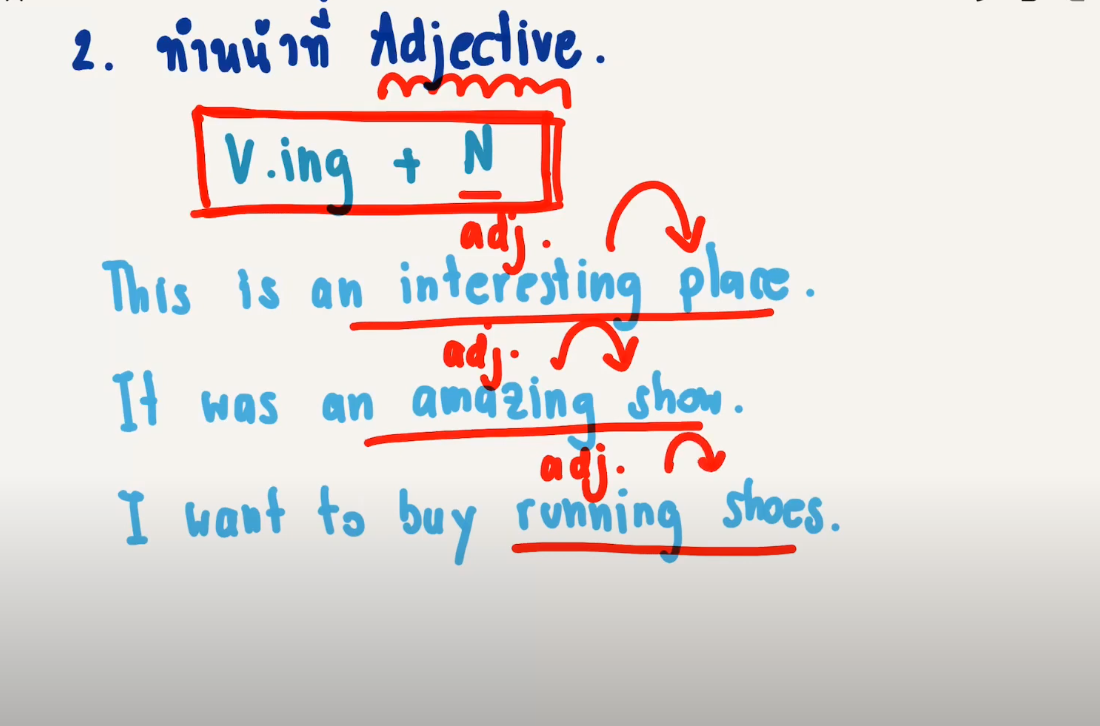 2. ทำหน้าที่ Adjective.
V.ing + N
adj.
This is an interesting place.
adj.
It was an amazing show.
adj.
I want to buy running shoes.